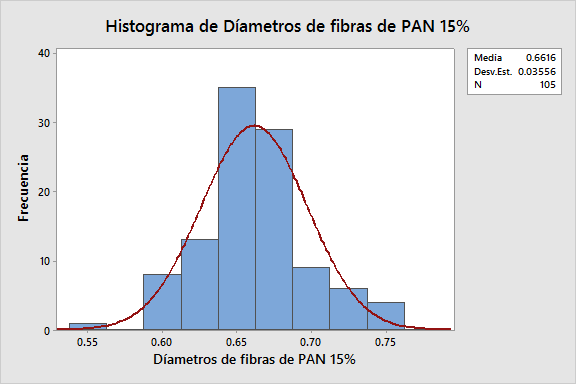 Histograma de Díametros de fibras de PAN 15%
Media 0.6616
Desv.Est. 0.03556
N 105
Frecuencia
40
30
20
10
0
0.55 0.60 0.65 0.70 0.75
Díametros de fibras de PAN 15%